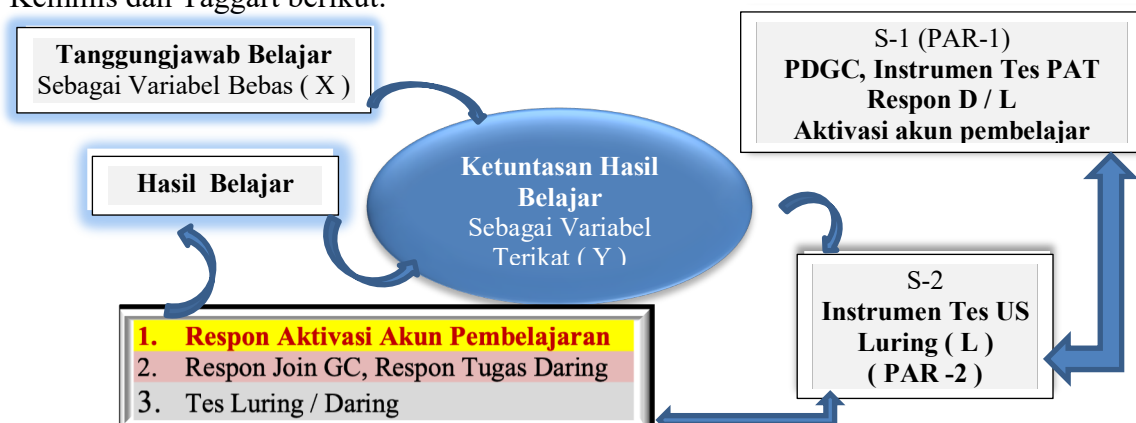 Kemmis dan Taggart berikut:
Tanggungjawab Belajar
Sebagai Variabel Bebas ( X )
S-1 (PAR-1)
PDGC, Instrumen Tes PAT
Respon D / L
Aktivasi akun pembelajar
Hasil Belajar
Ketuntasan Hasil
Belajar
Sebagai Variabel
Terikat ( Y )
S-2
Instrumen Tes US
Luring ( L )
( PAR -2 )
1. Respon Aktivasi Akun Pembelajaran
2. Respon Join GC, Respon Tugas Daring
3. Tes Luring / Daring